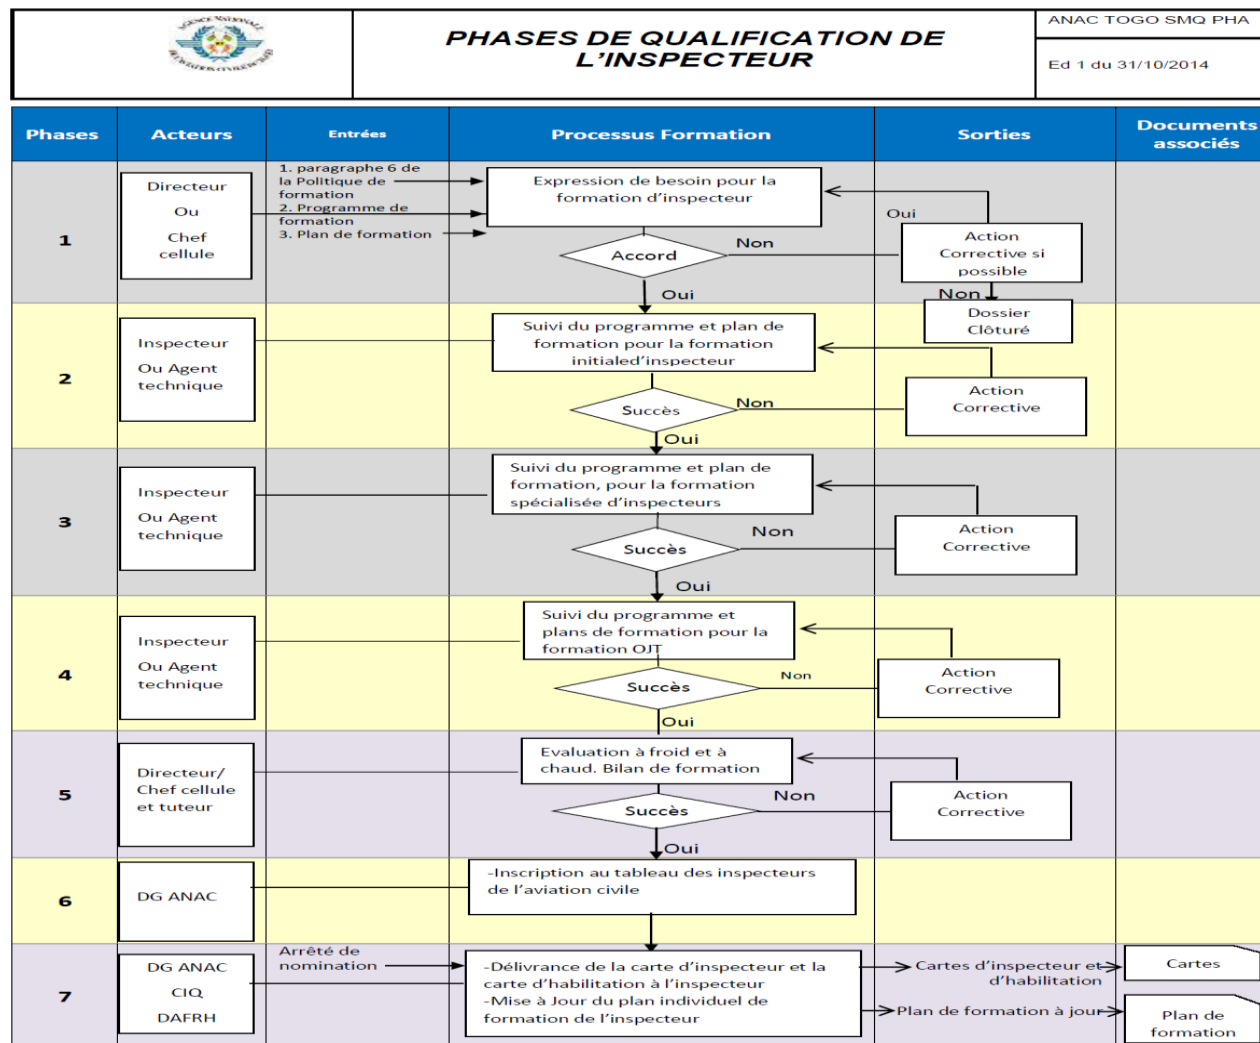 PHASES DE QUALIFICATION DE
L'INSPECTEUR
ANAC TOGO SMQ PHA
Ed 1 du 31/10/2014
Phases
Acteurs
Entrées
Processus Formation
Sorties
Documents
associés
1
Directeur
Ou
Chef
cellule
1. paragraphe 6 de
la Politique de
formation
2. Programme de
formation
3. Plan de formation
Expression de besoin pour la
formation d'inspecteur
Accord
Non
Oui
Oui
Action
Corrective si
possible
Non
Dossier
Clôturé
2
Inspecteur
Ou Agent
technique
Suivi du programme et plan de
formation pour la formation
initialed'inspecteur
Succès
Non
Oui
Action
Corrective
3
Inspecteur
Ou Agent
technique
Suivi du programme et plan de
formation, pour la formation
spécialisée d'inspecteurs
Succès
Non
Oui
Action
Corrective
4
Inspecteur
Ou Agent
technique
Suivi du programme et
plans de formation pour la
formation OJT
Succès
Non
Oui
Action
Corrective
5
Directeur/
Chef cellule
et tuteur
Evaluation à froid et à
chaud. Bilan de formation
Succès
Non
Oui
Action
Corrective
6
DG ANAC
-Inscription au tableau des inspecteurs
de l'aviation civile
7
DG ANAC
CIQ
DAFRH
Arrêté de
nomination
-Délivrance de la carte d'inspecteur et la
carte d'habilitation à l'inspecteur
-Mise à Jour du plan individuel de
formation de l'inspecteur
Cartes d'inspecteur et
d'habilitation
Plan de formation à jour
Cartes
Plan de
formation